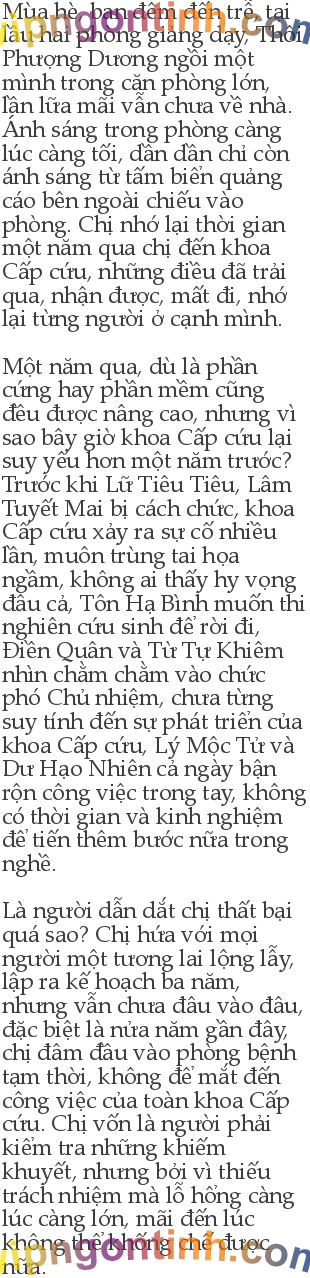 Mùa hè, ban đêm đến trễ, tại
lầu hai phòng giảng dạy, Thôi
Phượng Dương ngồi một
mình trong căn phòng lớn,
lần lữa mãi vẫn chưa về nhà.
Ánh sáng trong phòng càng
lúc càng tối, dần dần chỉ còn
ánh sáng từ tấm biển quảng
cáo bên ngoài chiếu vào
phòng. Chị nhớ lại thời gian
một năm qua chị đến khoa
Cấp cứu, những điều đã trải
qua, nhận được, mất đi, nhớ
lại từng người ở cạnh mình.

Một năm qua, dù là phần
cứng hay phần mềm cũng
đều được nâng cao, nhưng vì
sao bây giờ khoa Cấp cứu lại
suy yếu hơn một năm trước?
Trước khi Lữ Tiêu Tiêu, Lâm
Tuyết Mai bị cách chức, khoa
Cấp cứu xảy ra sự cố nhiều
lần, muôn trùng tai họa
ngầm, không ai thấy hy vọng
đâu cả, Tôn Hạ Bình muốn thi
nghiên cứu sinh để rời đi,
Điền Quân và Từ Tự Khiêm
nhìn chằm chằm vào chức
phó Chủ nhiệm, chưa từng
suy tính đến sự phát triển của
khoa Cấp cứu, Lý Mộc Tử và
Dư Hạo Nhiên cả ngày bận
rộn công việc trong tay, không
có thời gian và kinh nghiệm
để tiến thêm bước nữa trong
nghề.

Là người dẫn dắt chị thất bại
quá sao? Chị hứa với mọi
người một tương lai lộng lẫy,
lập ra kế hoạch ba năm,
nhưng vẫn chưa đâu vào đâu,
đặc biệt là nửa năm gần đây,
chị đâm đầu vào phòng bệnh
tạm thời, không để mắt đến
công việc của toàn khoa Cấp
cứu. Chị vốn là người phải
kiểm tra những khiếm
khuyết, nhưng bởi vì thiếu
trách nhiệm mà lỗ hổng càng
lúc càng lớn, mãi đến lúc
không thể khống chế được
nữa.